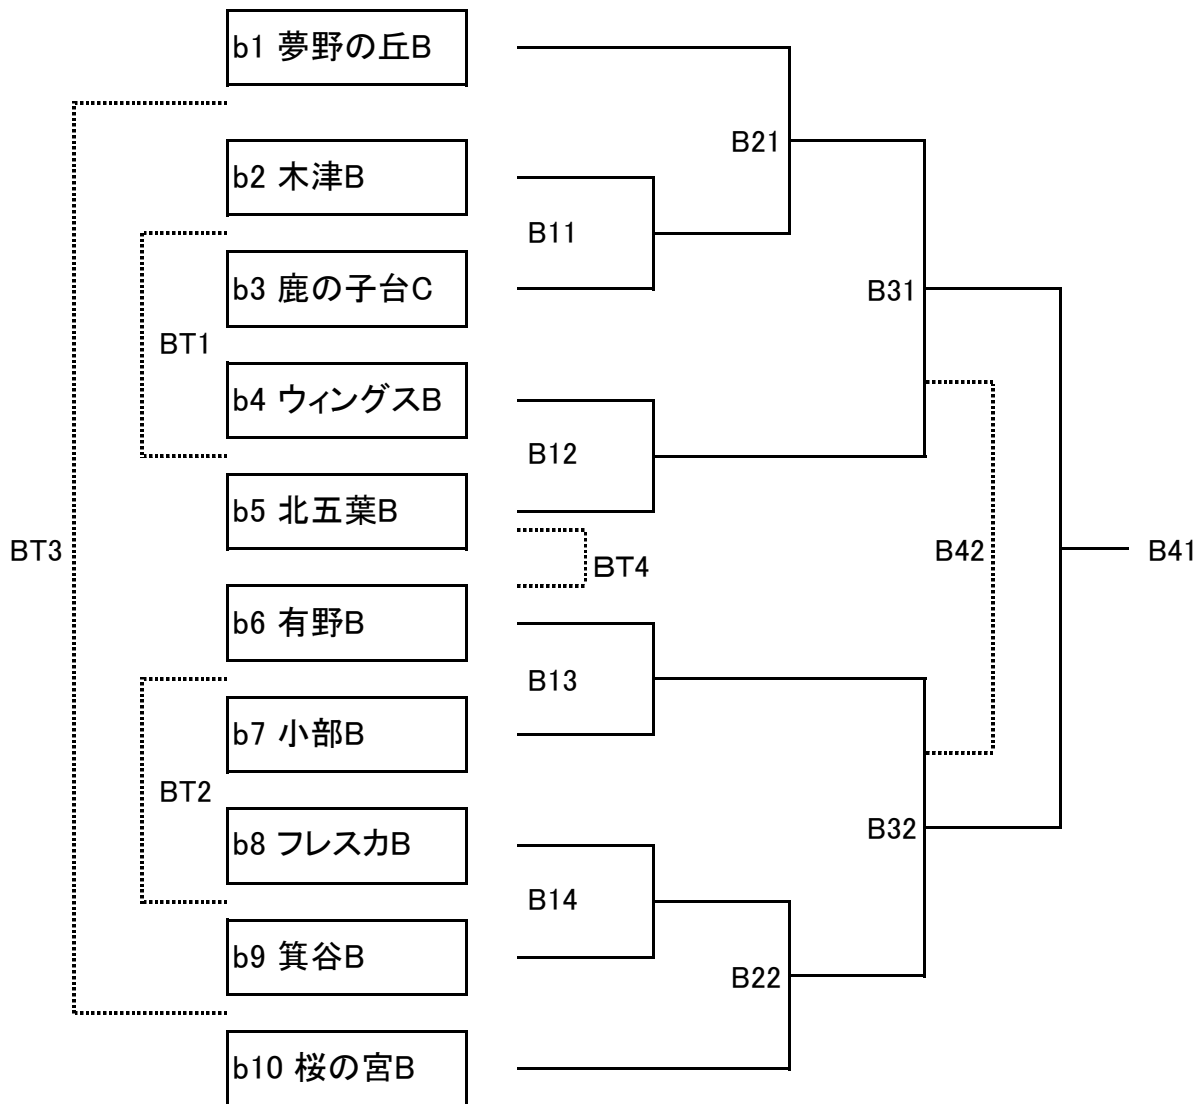 b1 夢野の丘B
B21
b2 木津B
B11
b3 鹿の子台C
B31
BT1
b4 ウィングスB
B12
b5 北五葉B
BT3
BT4
B42
B41
b6 有野B
B13
b7 小部B
BT2
B32
b8 フレスカB
B14
b9 箕谷B
B22
b10 桜の宮B